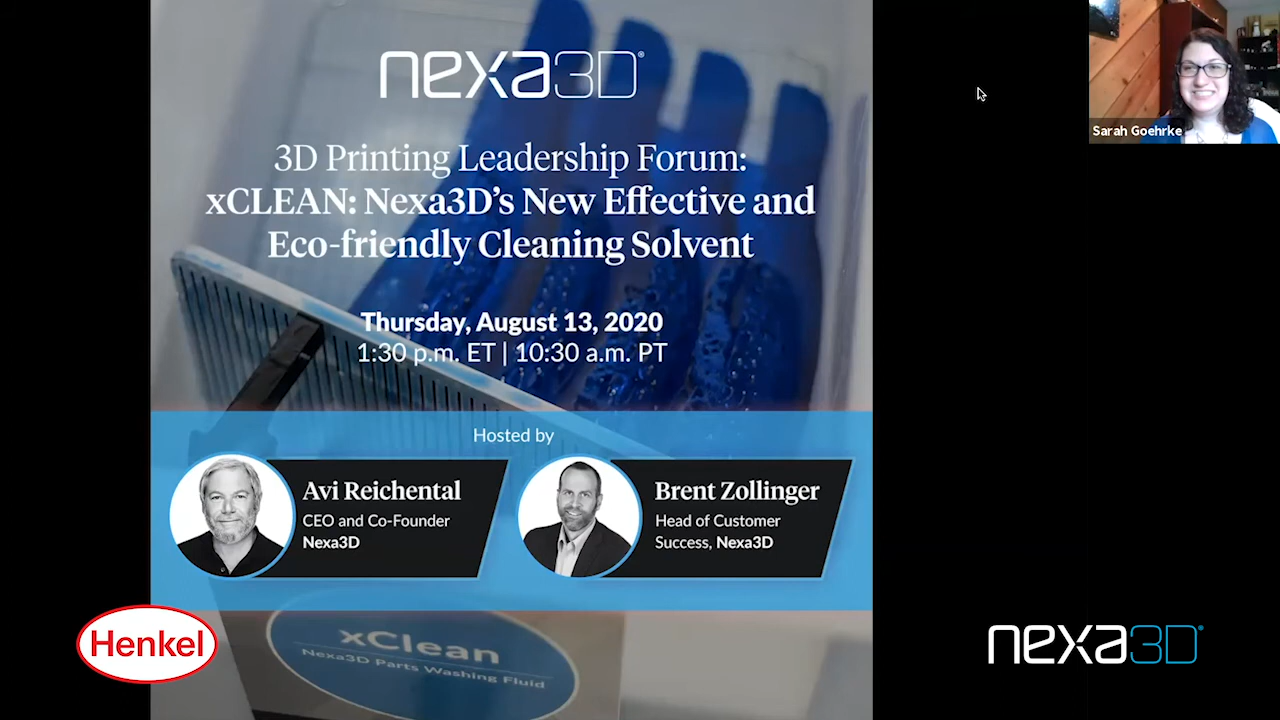 nexa3D
Sarah Goehrke
3D Printing Leadership Forum:
xCLEAN: Nexa3D's New Effective and
Eco-friendly Cleaning Solvent
Thursday, August 13, 2020
1:30 p.m. ET | 10:30 a.m. PT
Hosted by
Avi Reichental
CEO and Co-Founder
Nexa3D
Brent Zollinger
Head of Customer
Success, Nexa3D
Henkel
xClean
Nexa3D Parts Washing Fluid
nexa3D